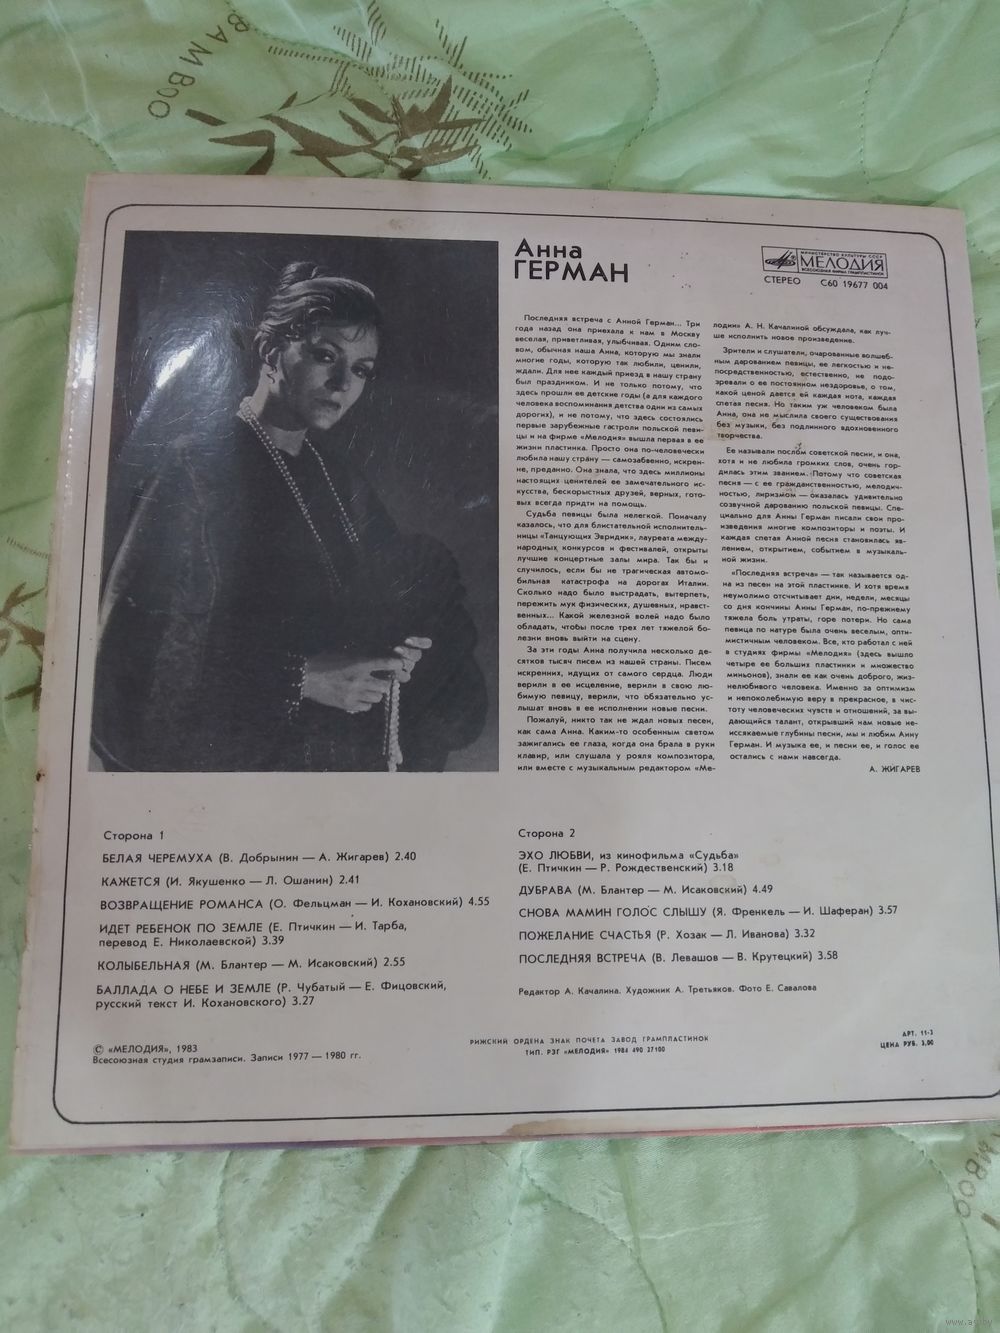 BAMBOO
Анна
ГЕРМАН
МИНИСТЕРСТВО КУЛЬТУРЫ СССР
МЕЛОДИЯ
ВСЕСОЮЗНАЯ ФИРМА ГРАМПЛАСТИНОК
СТЕРЕО С60 19677 004
Последняя встреча с Анной Герман... Три
года назад она приехала к нам в Москву
веселая, приветливая, улыбчивая. Одним сло-
вом, обычная наша Анна, которую мы знали
многие годы, которую так любили, ценили,
ждали. Для нее каждый приезд в нашу страну
был праздником. И не только потому, что
здесь прошли ее детские годы (а для каждого
человека воспоминания детства одни из самых
дорогих), и не потому, что здесь состоялись
первые зарубежные гастроли польской певи-
цы и на фирме «Мелодия» вышла первая в ее
жизни пластинка. Просто она по-человечески
любила нашу страну — самозабвенно, искрен-
не, преданно. Она знала, что здесь миллионы
настоящих ценителей ее замечательного ис-
кусства, бескорыстных друзей, верных, гото-
вых всегда придти на помощь.
Судьба певицы была нелегкой. Поначалу
казалось, что для блистательной исполнитель-
ницы «Танцующих Эвридик», лауреата между-
народных конкурсов и фестивалей, открыты
лучшие концертные залы мира. Так бы и
случилось, если бы не трагическая автомо-
бильная катастрофа на дорогах Италии.
Сколько надо было выстрадать, вытерпеть,
пережить мук физических, душевных, нравст-
венных... Какой железной волей надо было
обладать, чтобы после трех лет тяжелой бо-
лезни вновь выйти на сцену.
За эти годы Анна получила несколько де-
сятков тысяч писем из нашей страны. Писем
искренних, идущих от самого сердца. Люди
верили в ее исцеление, верили в свою лю-
бимую певицу, верили, что обязательно ус-
лышат вновь в ее исполнении новые песни.
Пожалуй, никто так не ждал новых песен,
как сама Анна. Каким-то особенным светом
зажигались ее глаза, когда она брала в руки
клавир, или слушала у рояля композитора,
или вместе с музыкальным редактором «Ме-
лодии» А. Н. Качалиной обсуждала, как луч-
ше исполнить новое произведение.
Зрители и слушатели, очарованные волшеб-
ным дарованием певицы, ее легкостью и не-
посредственностью, естественно, не подо-
зревали о ее постоянном нездоровье, о том,
какой ценой дается ей каждая нота, каждая
спетая песня. Но таким уж человеком была
Анна, она не мыслила своего существования
без музыки, без подлинного вдохновенного
творчества.
Ее называли послом советской песни, и она,
хотя и не любила громких слов, очень гор-
дилась этим званием. Потому что советская
песня — с ее гражданственностью, мелодич-
ностью, лиризмом — оказалась удивительно
созвучной дарованию польской певицы. Спе-
циально для Анны Герман писали свои про-
изведения многие композиторы и поэты. И
каждая спетая Анной песня становилась яв-
лением, открытием, событием в музыкаль-
ной жизни.
«Последняя встреча» — так называется од-
на из песен на этой пластинке. И хотя время
неумолимо отсчитывает дни, недели, месяцы
со дня кончины Анны Герман, по-прежнему
тяжела боль утраты, горе потери. Но сама
певица по натуре была очень веселым, опти-
мистичным человеком. Все, кто работал с ней
в студиях фирмы «Мелодия» (здесь вышло
четыре ее больших пластинки и множество
миньонов), знали ее как очень доброго, жиз-
нелюбивого человека. Именно за оптимизм
и непоколебимую веру в прекрасное, в чис-
тоту человеческих чувств и отношений, за вы-
дающийся талант, открывший нам новые не-
иссякаемые глубины песни, мы и любим Анну
Герман. И музыка ее, и песни ее, и голос ее
остались с нами навсегда.
А. ЖИГАРЕВ
Сторона 1
БЕЛАЯ ЧЕРЕМУХА (В. Добрынин — А. Жигарев) 2.40
КАЖЕТСЯ (И. Якушенко — Л. Ошанин) 2.41
ВОЗВРАЩЕНИЕ РОМАНСА (О. Фельцман — И. Кохановский) 4.55
ИДЕТ РЕБЕНОК ПО ЗЕМЛЕ (Е. Птичкин — И. Тарба,
перевод Е. Николаевской) 3.39
КОЛЫБЕЛЬНАЯ (М. Блантер — М. Исаковский) 2.55
БАЛЛАДА О НЕБЕ И ЗЕМЛЕ (Р. Чубатый — Е. Фицовский,
русский текст И. Кохановского) 3.27
Сторона 2
ЭХО ЛЮБВИ, из кинофильма «Судьба»
(Е. Птичкин — Р. Рождественский) 3.18
ДУБРАВА (М. Блантер — М. Исаковский) 4.49
СНОВА МАМИН ГОЛОС СЛЫШУ (Я. Френкель — И. Шаферан) 3.57
ПОЖЕЛАНИЕ СЧАСТЬЯ (Р. Хозак — Л. Иванова) 3.32
ПОСЛЕДНЯЯ ВСТРЕЧА (В. Левашов — В. Крутецкий) 3.58
Редактор А. Качалина. Художник А. Третьяков. Фото Е. Савалова
© «МЕЛОДИЯ», 1983
Всесоюзная студия грамзаписи. Записи 1977 — 1980 гг.
РИЖСКИЙ ОРДЕНА ЗНАК ПОЧЕТА ЗАВОД ГРАМПЛАСТИНОК
ТИП. РЗГ «МЕЛОДИЯ» 1984 490 27100
АРТ. 11-3
ЦЕНА РУБ. 3,00
MBOO
www.ay.by